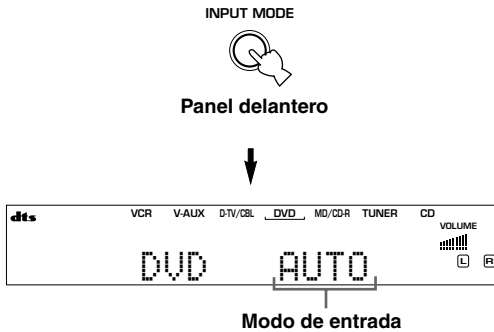 INPUT MODE
Panel delantero
dts VCR V-AUX D-TV/CBL DVD MD/CD-R TUNER CD
VOLUME
L R
DVD AUTO
Modo de entrada